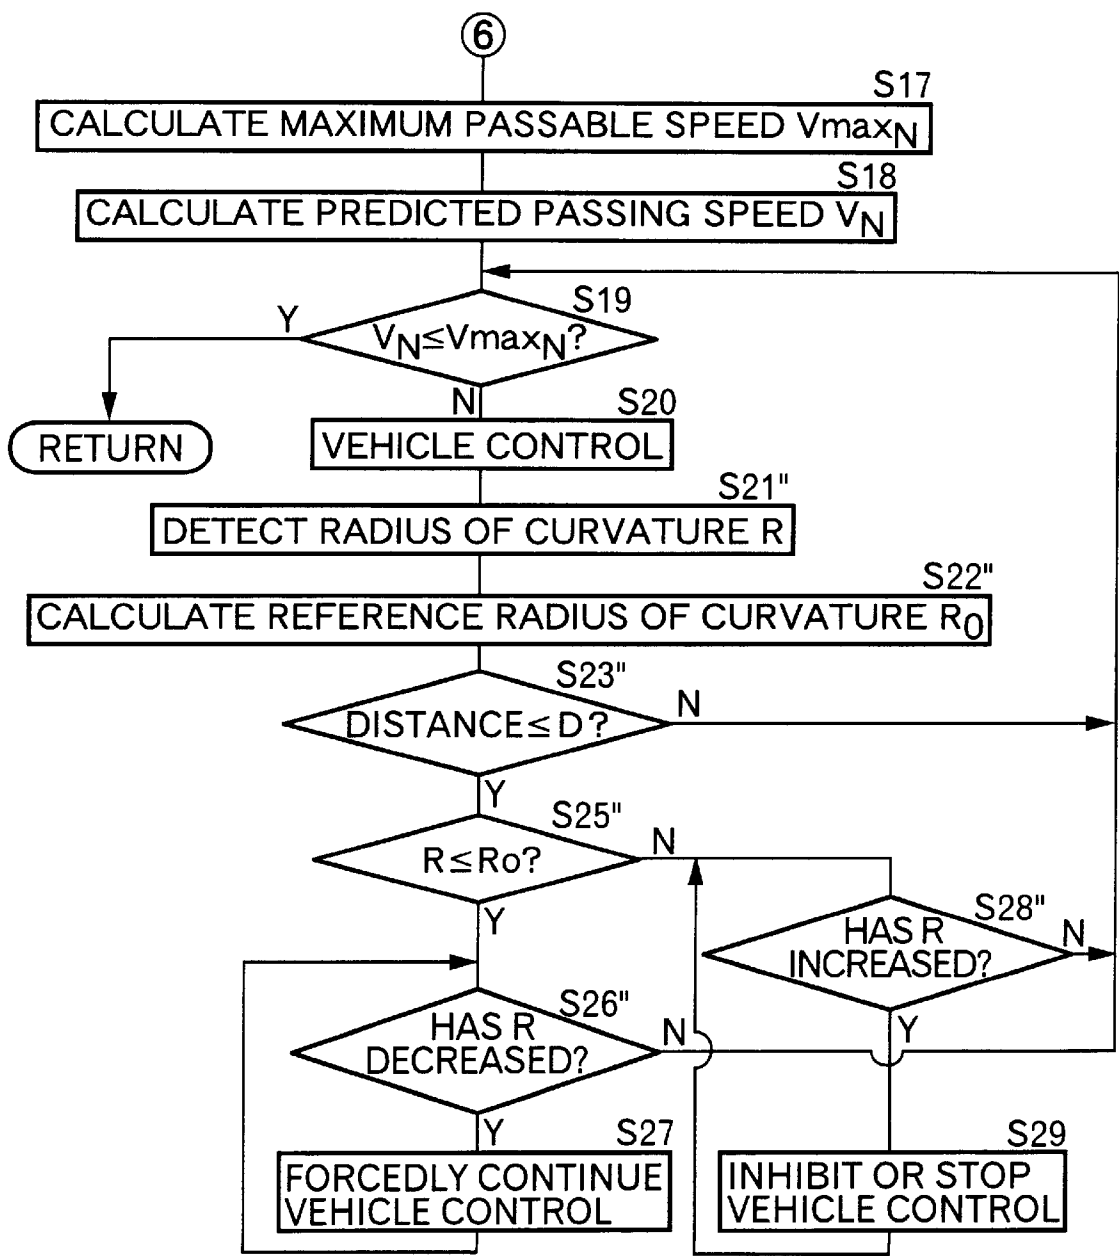 6
S17
CALCULATE MAXIMUM PASSABLE SPEED VmaxN
S18
CALCULATE PREDICTED PASSING SPEED VN
S19
Y
VN≤VmaxN?
N
S20
RETURN
VEHICLE CONTROL
S21"
DETECT RADIUS OF CURVATURE R
S22"
CALCULATE REFERENCE RADIUS OF CURVATURE R0
S23"
N
DISTANCE≤D?
Y
S25"
N
R≤Ro?
Y
S28"
HAS R
INCREASED?
N
Y
S26"
HAS R
DECREASED?
N
Y
S27
FORCEDLY CONTINUE
VEHICLE CONTROL
S29
INHIBIT OR STOP
VEHICLE CONTROL